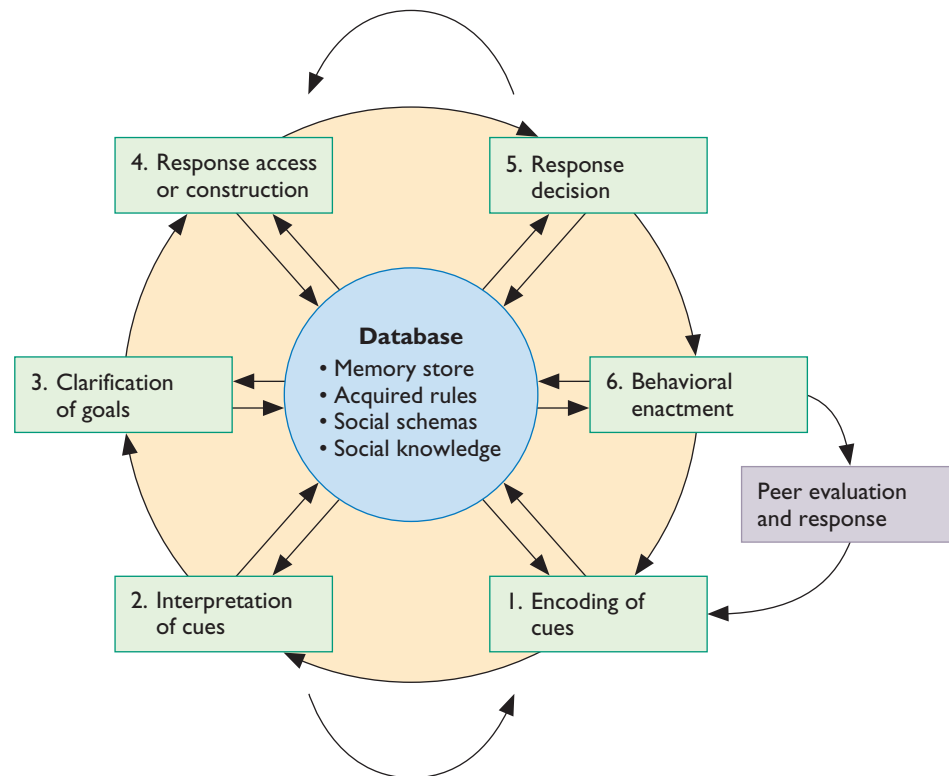 4. Response access
or construction
5. Response
decision
Database
• Memory store
• Acquired rules
• Social schemas
• Social knowledge
3. Clarification
of goals
6. Behavioral
enactment
Peer evaluation
and response
2. Interpretation
of cues
1. Encoding of
cues